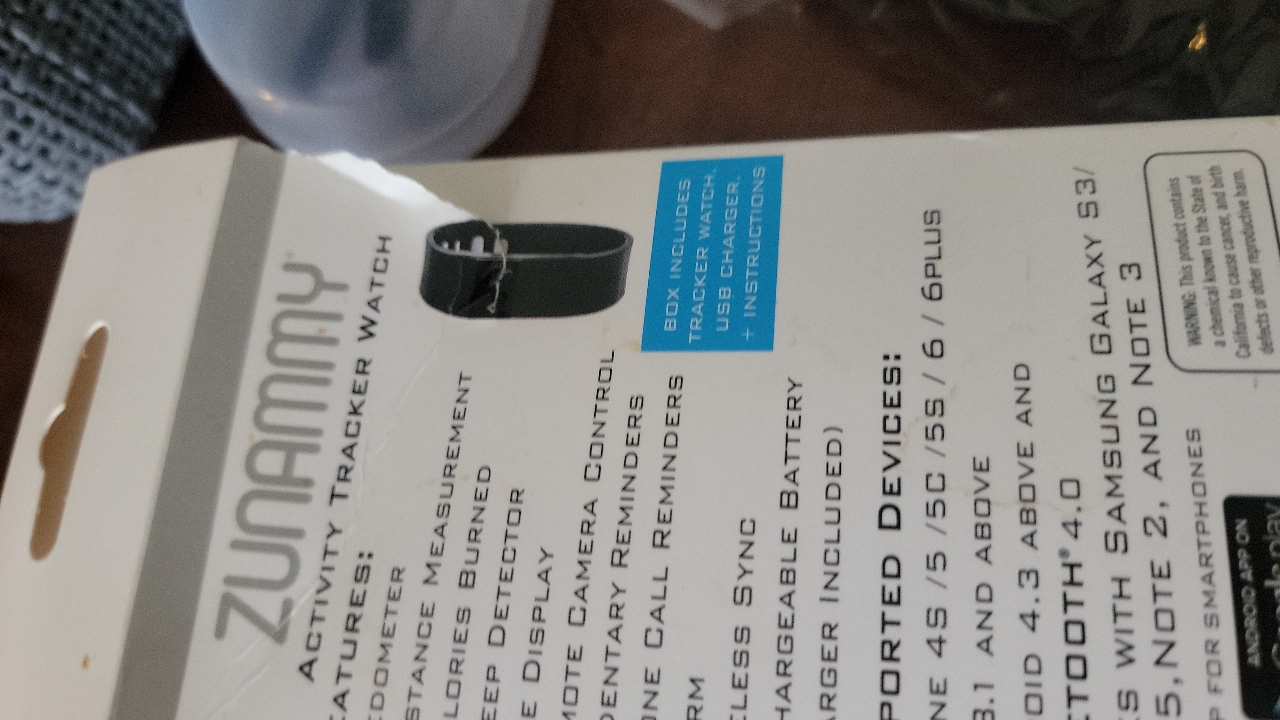 ZUNAMMY
ACTIVITY TRACKER WATCH
EATURES:
EDOMETER
STANCE MEASUREMENT
LORIES BURNED
EEP DETECTOR
E DISPLAY
MOTE CAMERA CONTROL
DENTARY REMINDERS
ONE CALL REMINDERS
RM
LESS SYNC
HARGEABLE BATTERY
ARGER INCLUDED)
BOX INCLUDES
TRACKER WATCH,
USB CHARGER,
+ INSTRUCTIONS
PORTED DEVICES:
NE 4S /5 /5C /5S / 6 / 6PLUS
8.1 AND ABOVE
OID 4.3 ABOVE AND
ETOOTH® 4.0
S WITH SAMSUNG GALAXY S3/
5, NOTE 2, AND NOTE 3
P FOR SMARTPHONES
WARNING: This product contains
a chemical known to the State of
California to cause cancer, and birth
defects or other reproductive harm.
ANDROID APP ON